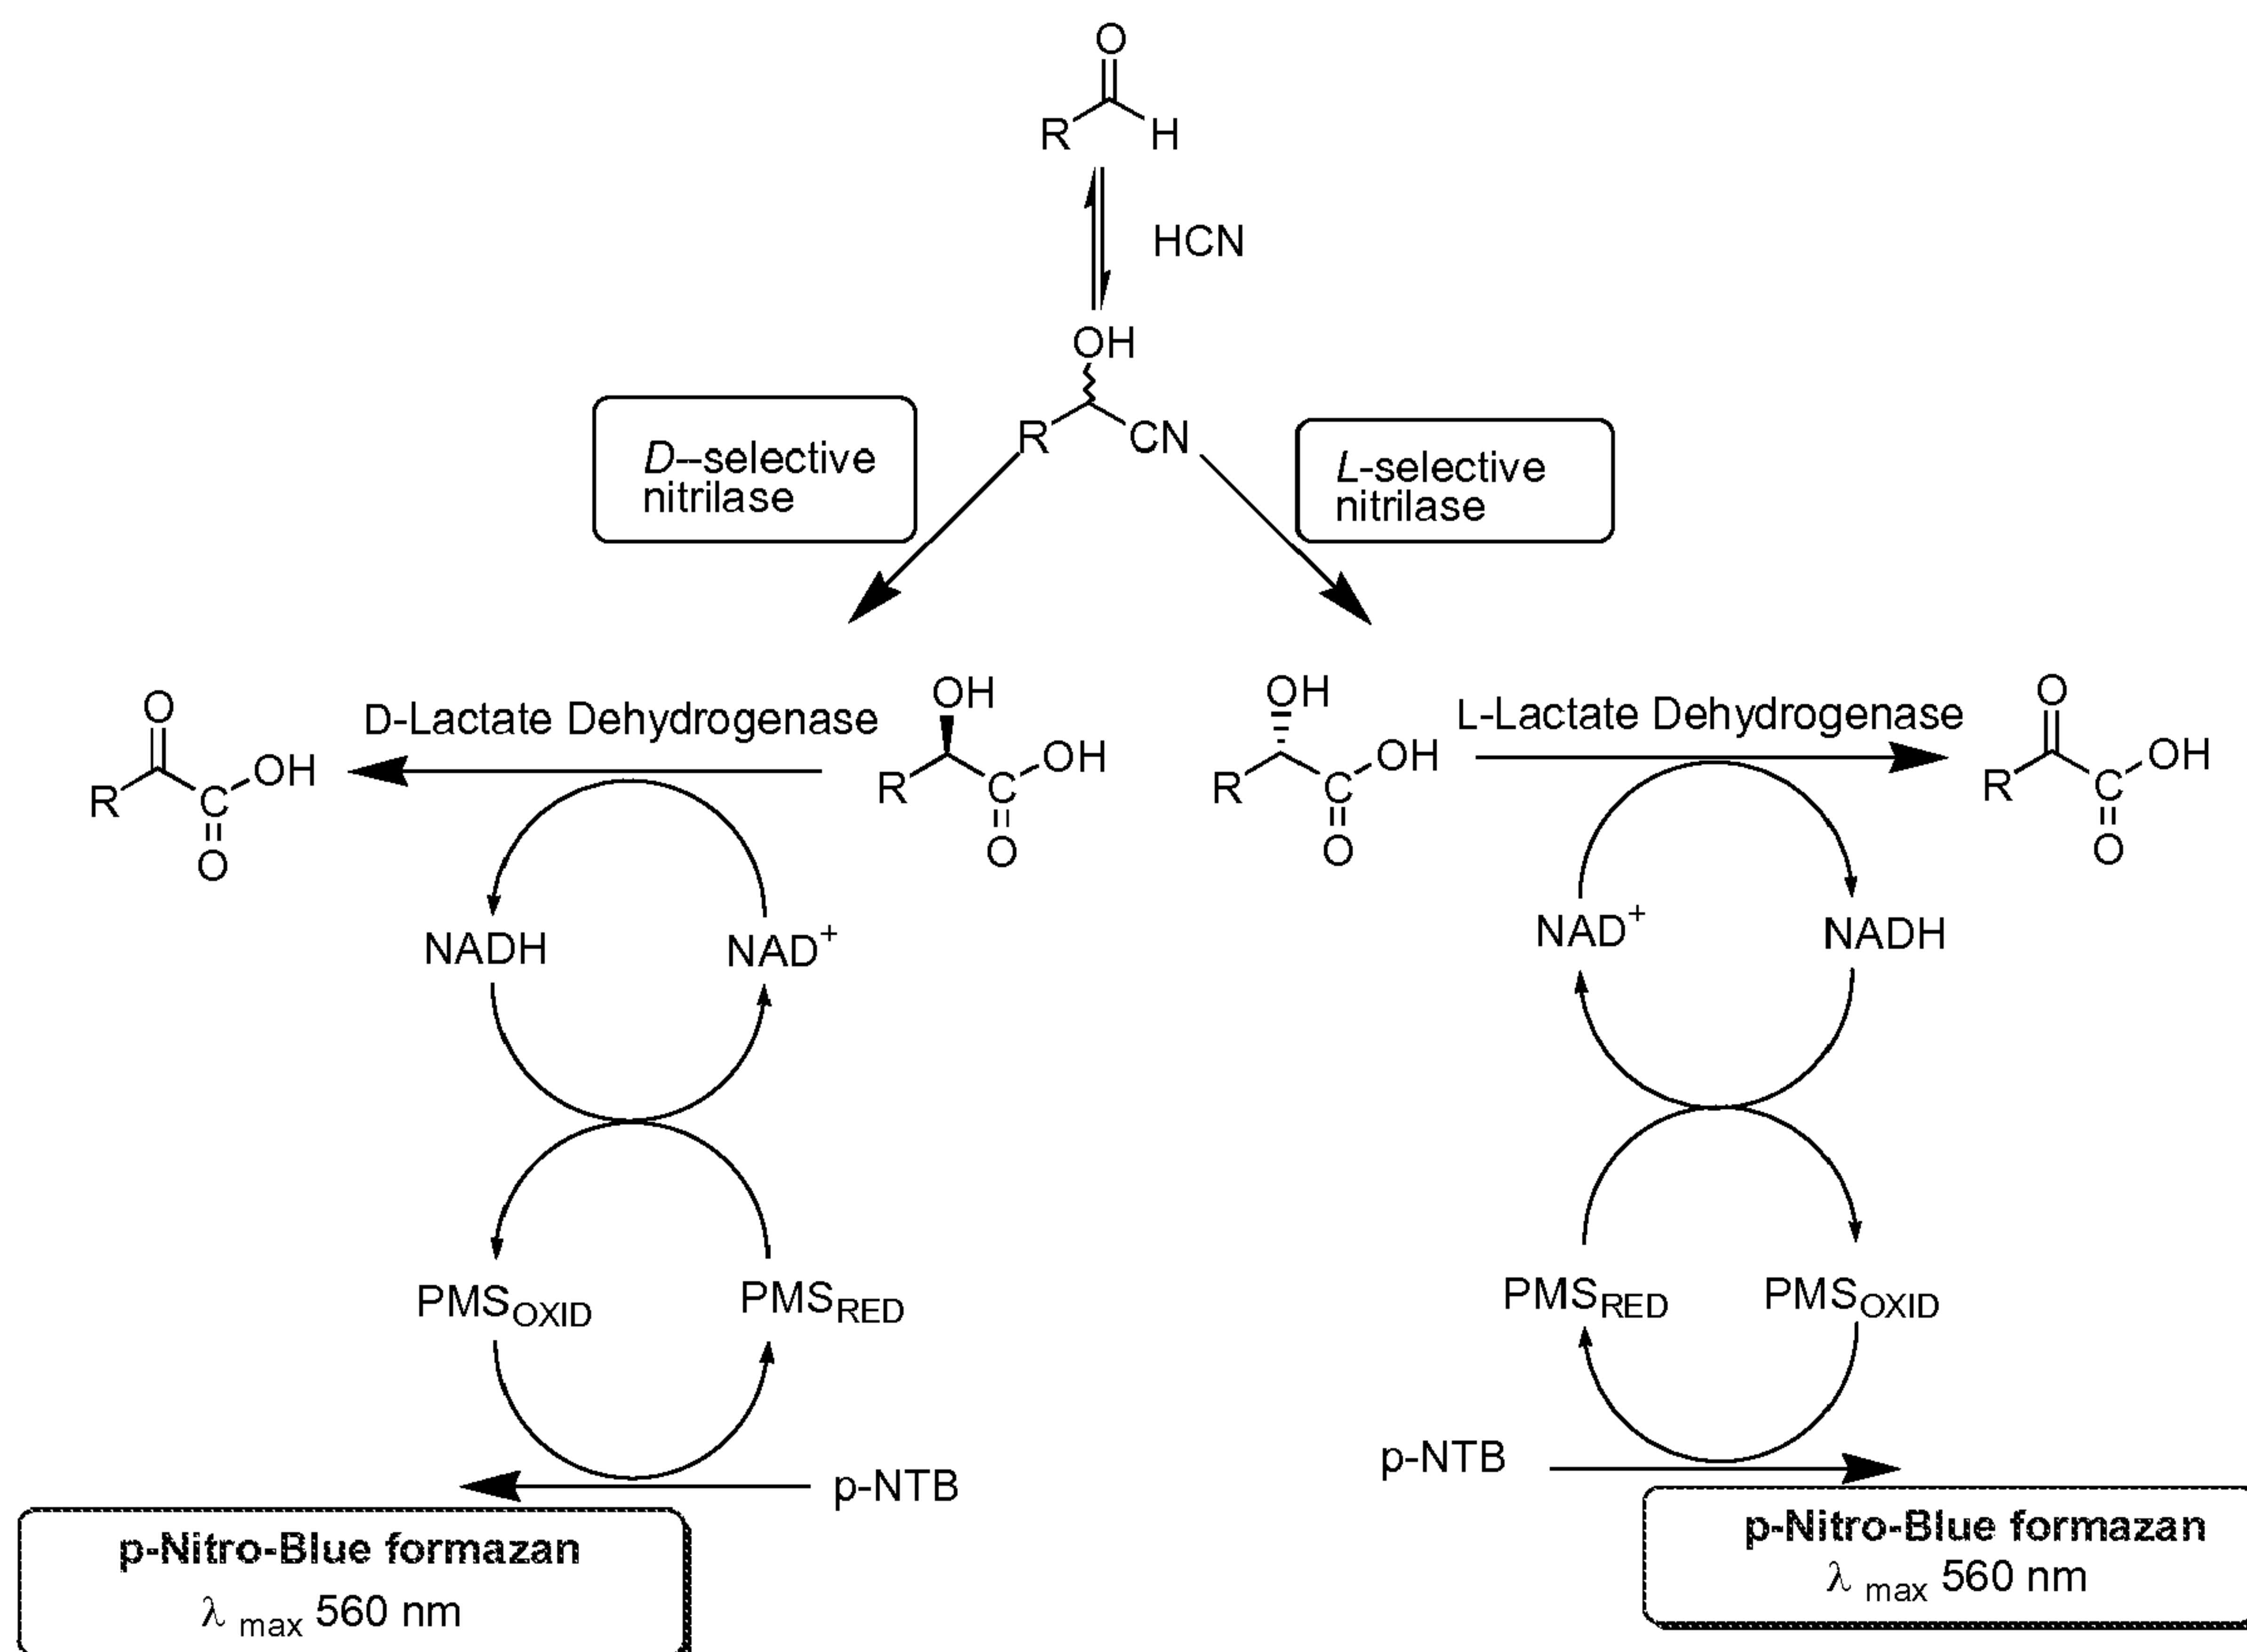 O
R
H
HCN
OH
R
CN
D--selective
nitrilase
L-selective
nitrilase
O
R
C
OH
O
D-Lactate Dehydrogenase
OH
R
C
OH
O
OH
R
C
OH
O
L-Lactate Dehydrogenase
O
R
C
OH
O
NADH
NAD+
NAD+
NADH
PMSOXID
PMSRED
PMSRED
PMSOXID
p-NTB
p-NTB
p-Nitro-Blue formazan
λ max 560 nm
p-Nitro-Blue formazan
λ max 560 nm